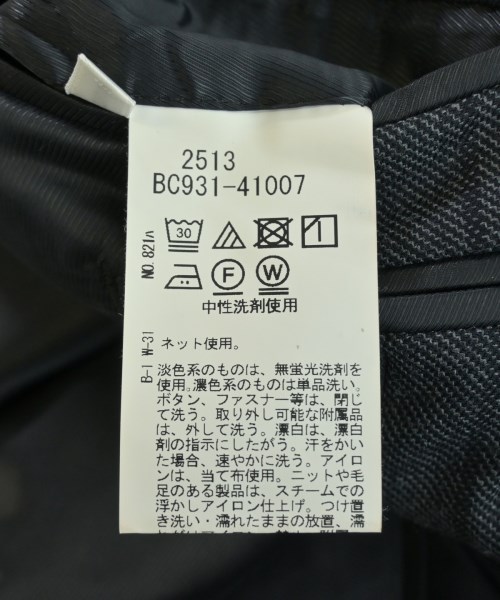 2513
BC931-41007
30
F
W
中性洗剤使用
NO.821ハ
B-I W-31
ネット使用。
淡色系のものは、無蛍光洗剤を
使用。濃色系のものは単品洗い。
ボタン、ファスナー等は、閉じ
て洗う。取り外し可能な附属品
は、外して洗う。漂白は、漂白
剤の指示にしたがう。汗をかい
た場合、速やかに洗う。アイロ
ンは、当て布使用。ニットや毛
足のある製品は、スチームでの
浮かしアイロン仕上げ。つけ置
き洗い・濡れたままの放置、濡